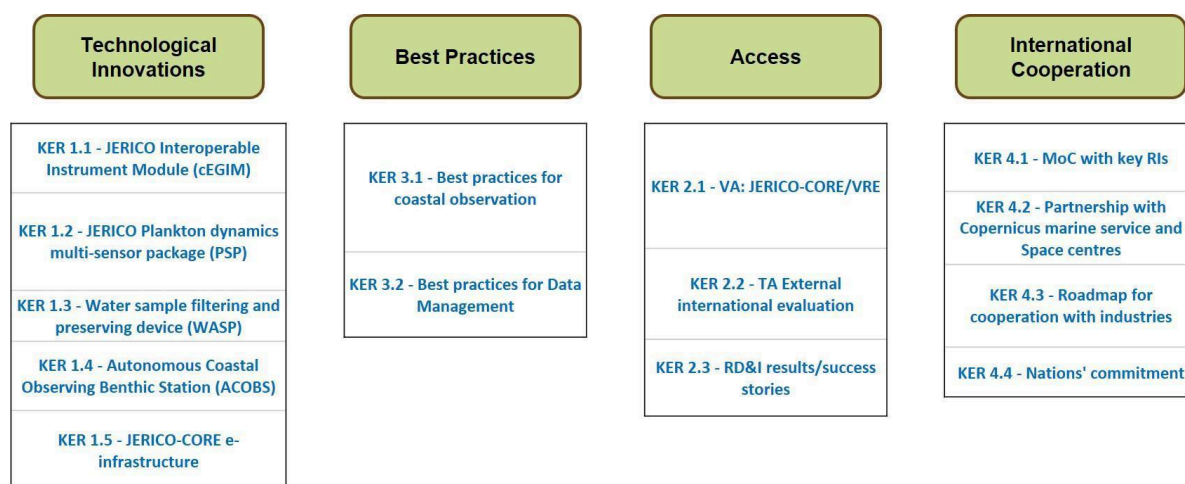 Technological
Innovations
KER 1.1 - JERICO Interoperable
Instrument Module (cEGIM)
KER 1.2 - JERICO Plankton dynamics
multi-sensor package (PSP)
KER 1.3 - Water sample filtering and
preserving device (WASP)
KER 1.4 - Autonomous Coastal
Observing Benthic Station (ACOBS)
KER 1.5 - JERICO-CORE e-
infrastructure
Best Practices
KER 3.1 - Best practices for
coastal observation
KER 3.2 - Best practices for Data
Management
Access
KER 2.1 - VA: JERICO-CORE/VRE
KER 2.2 - TA External
international evaluation
KER 2.3 - RD&I results/success
stories
International
Cooperation
KER 4.1 - MoC with key RIs
KER 4.2 - Partnership with
Copernicus marine service and
Space centres
KER 4.3 - Roadmap for
cooperation with industries
KER 4.4 - Nations' commitment